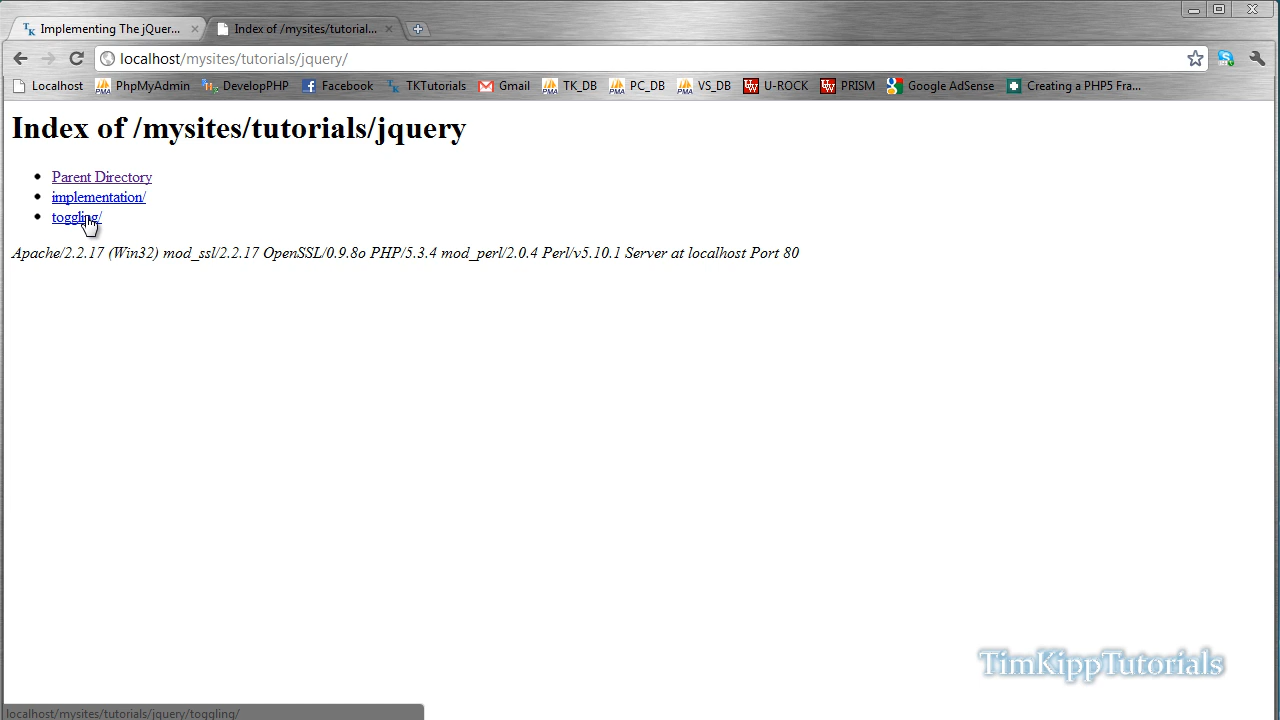 Implementing The jQuer...
Index of /mysites/tutorial...
localhost/mysites/tutorials/jquery/
Loсslhost PhpMyAdmin DevelopPHP Facebook TKTutorials Gmail TK_DB PC_DB VS_DB U-ROCK PRISM Google AdSense Creating a PHP5 Fra...
Index of /mysites/tutorials/jquery
Parent Directory
implementation/
toggling/
Apache/2.2.17 (Win32) mod_ssl/2.2.17 OpenSSL/0.9.8o PHP/5.3.4 mod_perl/2.0.4 Perl/v5.10.1 Server at localhost Port 80
TimKippTutorials
localhost/mysites/tutorials/jquery/toggling/